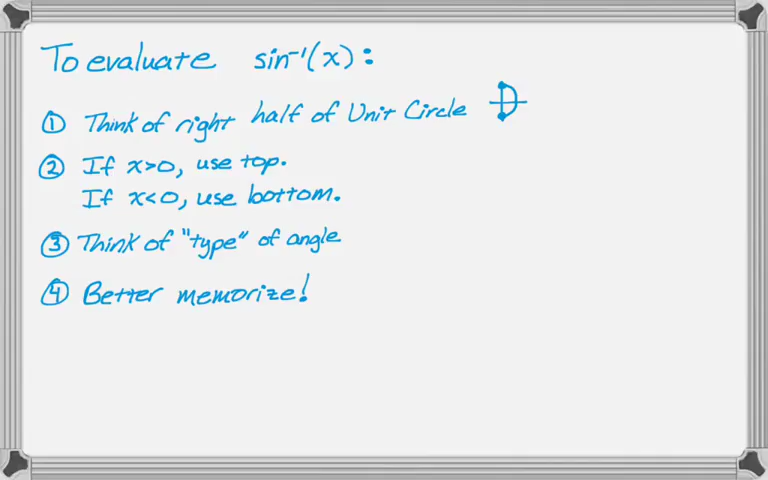 To evaluate sin⁻¹(x):
① Think of right half of Unit Circle
② If x>0, use top.
If x<0, use bottom.
③ Think of "type" of angle
④ Better memorize!